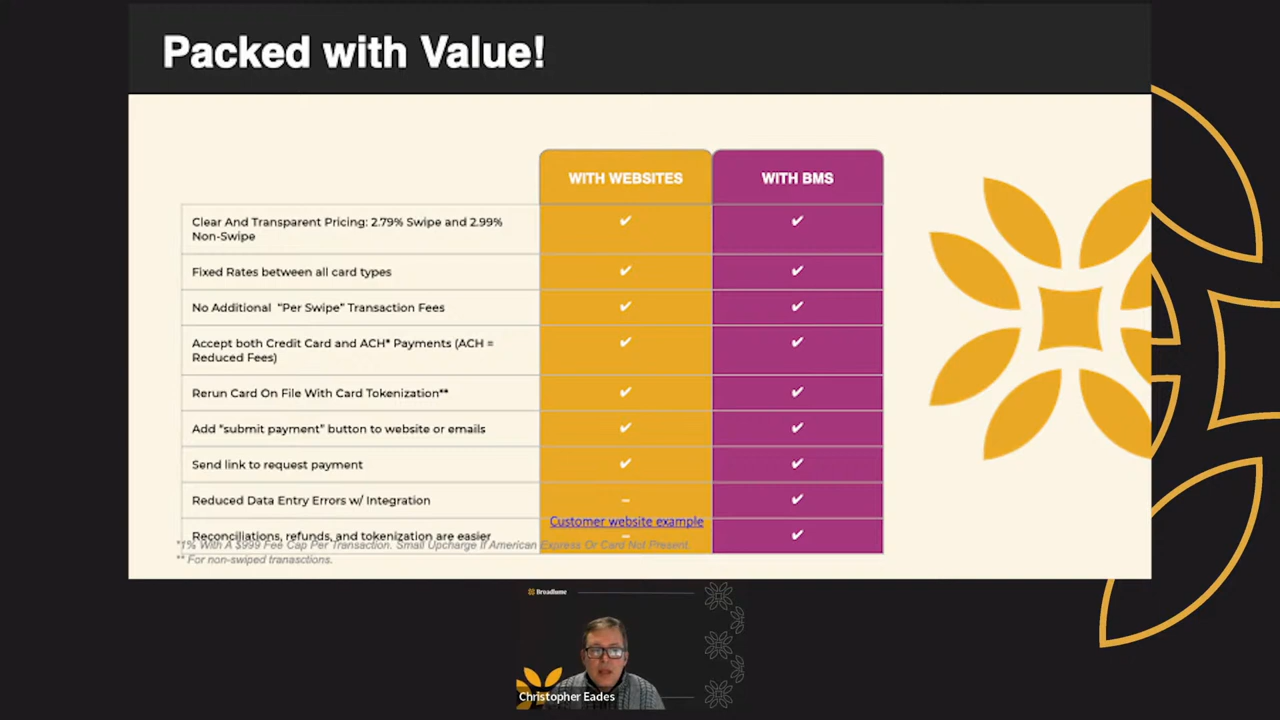 Packed with Value!
WITH WEBSITES
WITH BMS
Clear And Transparent Pricing: 2.79% Swipe and 2.99%
Non-Swipe
Fixed Rates between all card types
No Additional “Per Swipe” Transaction Fees
Accept both Credit Card and ACH* Payments (ACH =
Reduced Fees)
Rerun Card On File With Card Tokenization**
Add “submit payment” button to website or emails
Send link to request payment
Reduced Data Entry Errors w/ Integration
Customer website example
Reconciliations, refunds, and tokenization are easier
*1% With A $999 Fee Cap Per Transaction. Small Upcharge If American Express Or Card Not Present.
** For non-swiped tranasctions.
Broadlume
Christopher Eades